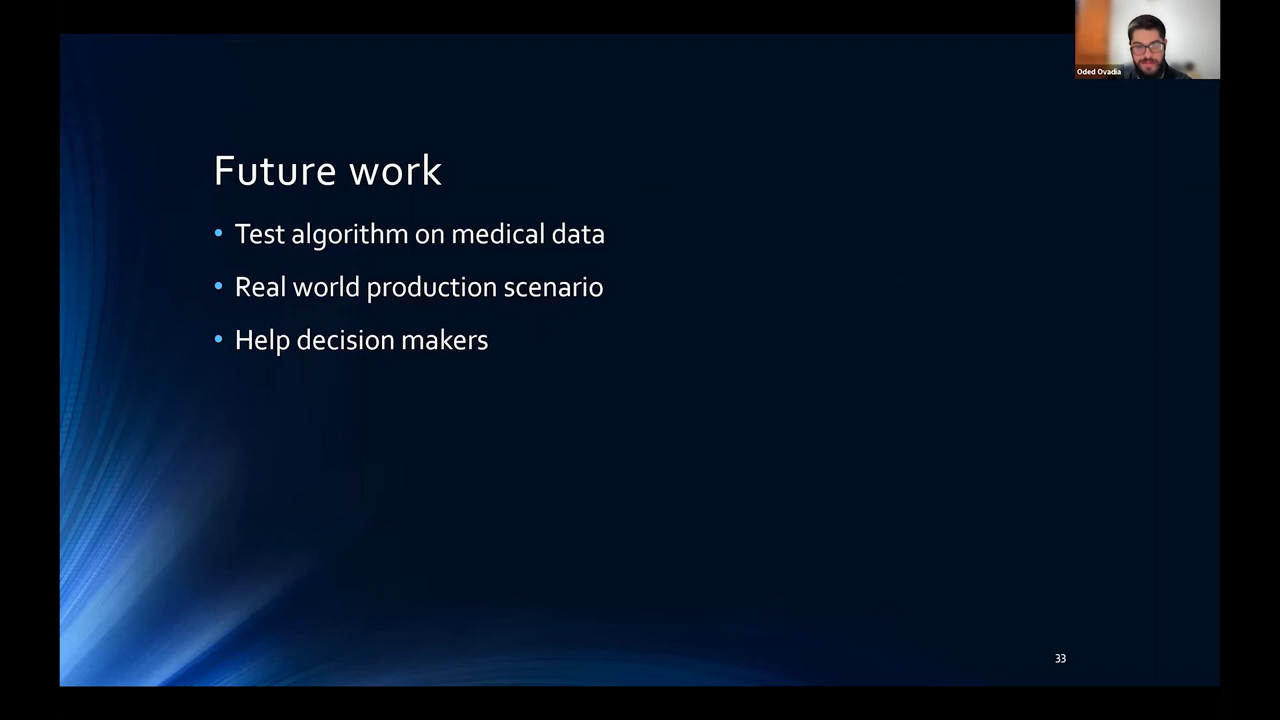 Oded Ovadia
Future work
• Test algorithm on medical data
• Real world production scenario
• Help decision makers
33